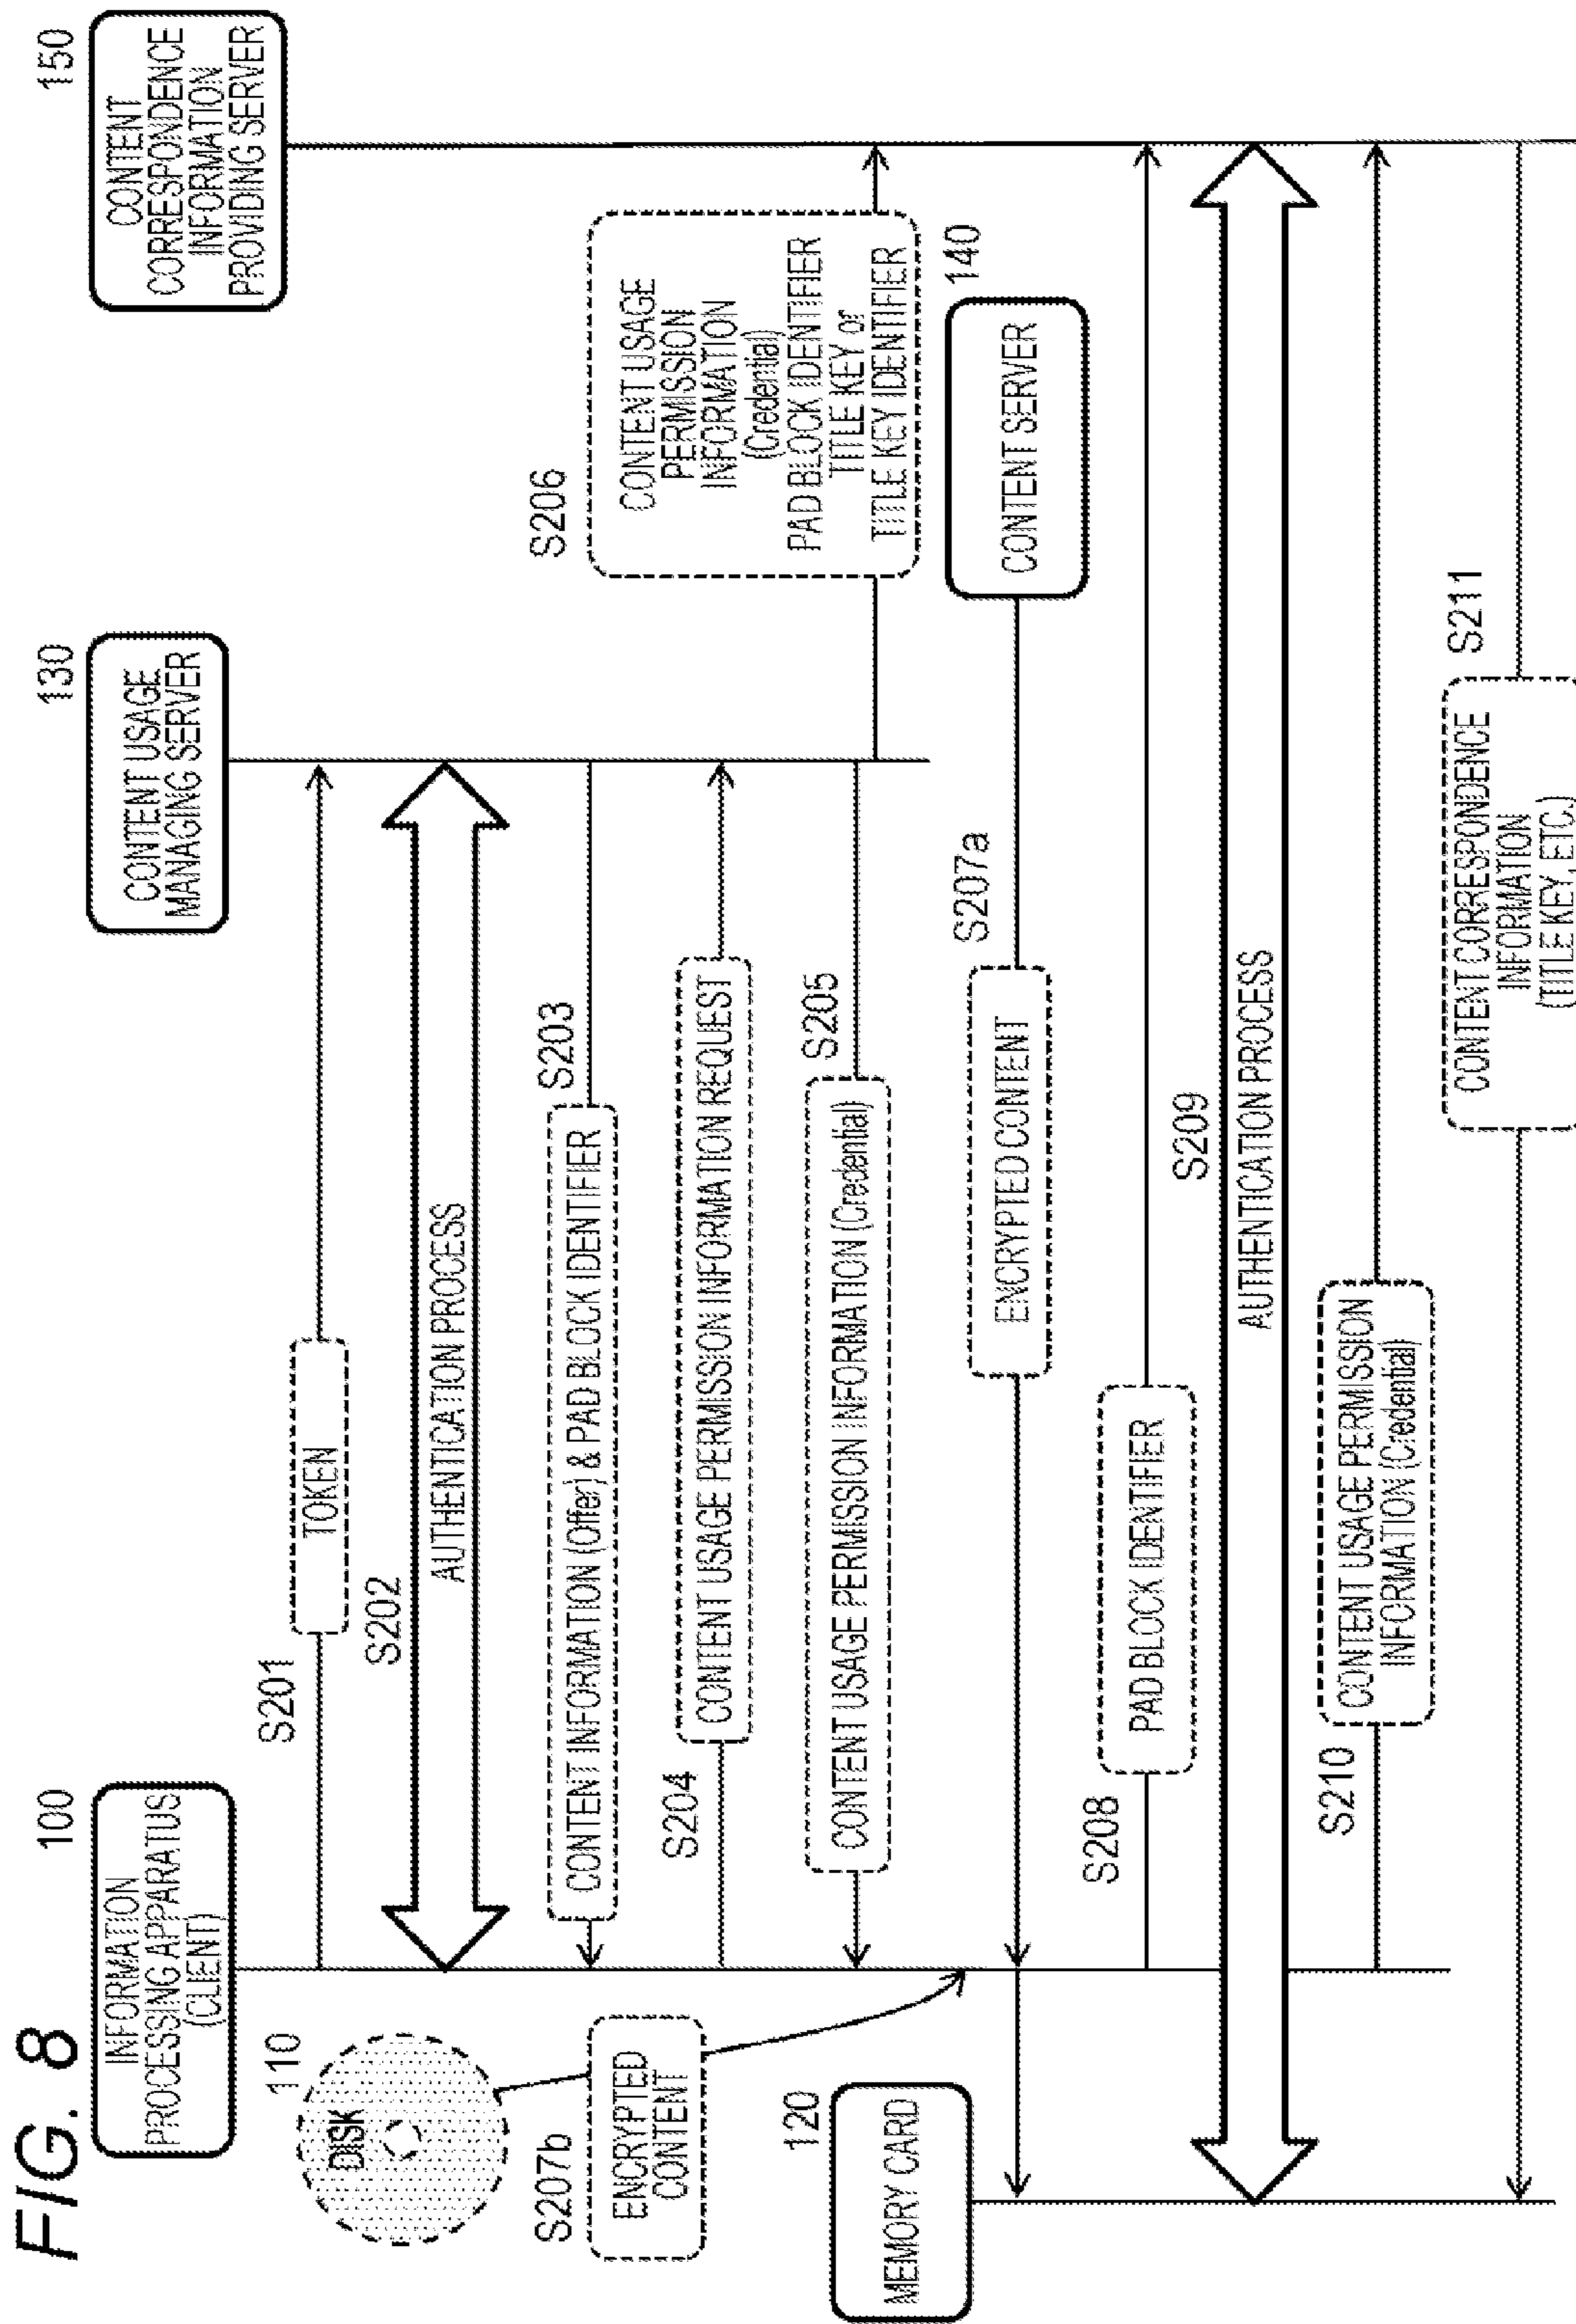 FIG. 8
100
INFORMATION
PROCESSING APPARATUS
(CLIENT)
130
CONTENT USAGE
MANAGING SERVER
150
CONTENT
CORRESPONDENCE
INFORMATION
PROVIDING SERVER
110
DISK
S201
TOKEN
S202
AUTHENTICATION PROCESS
S203
CONTENT INFORMATION (Offer) & PAD BLOCK IDENTIFIER
S204
CONTENT USAGE PERMISSION INFORMATION REQUEST
S205
CONTENT USAGE PERMISSION INFORMATION (Credential)
S206
CONTENT USAGE
PERMISSION
INFORMATION
(Credential)
PAD BLOCK IDENTIFIER
TITLE KEY or
TITLE KEY IDENTIFIER
S207b
ENCRYPTED
CONTENT
120
MEMORY CARD
S207a
ENCRYPTED CONTENT
140
CONTENT SERVER
S208
PAD BLOCK IDENTIFIER
S209
AUTHENTICATION PROCESS
S210
CONTENT USAGE PERMISSION
INFORMATION (Credential)
S211
CONTENT CORRESPONDENCE
INFORMATION
(TITLE KEY, ETC.)